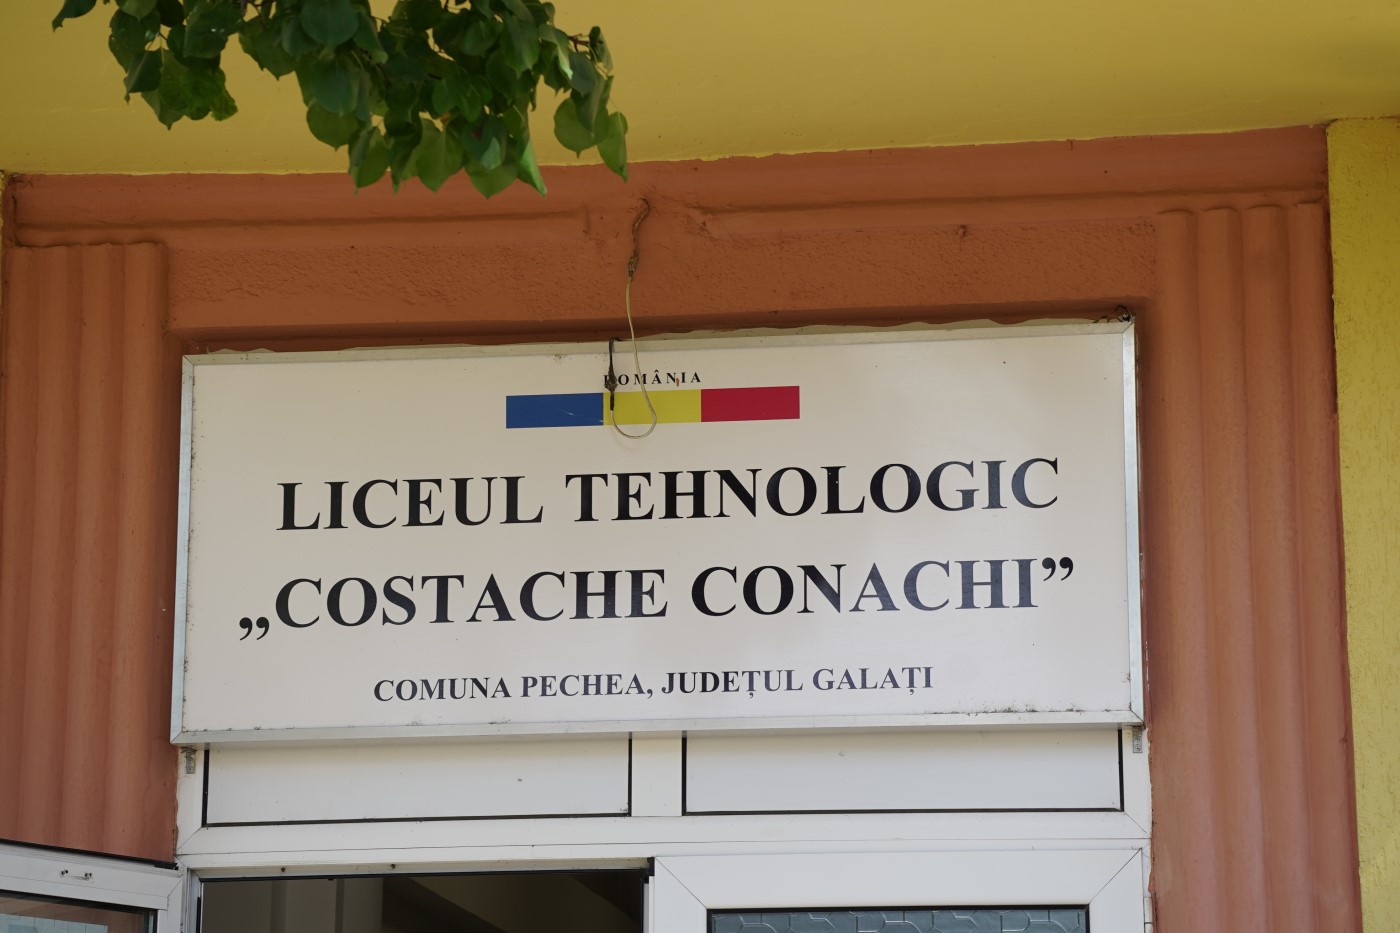 ROMÂNIA
LICEUL TEHNOLOGIC
„COSTACHE CONACHI”
COMUNA PECHEA, JUDEȚUL GALAȚI